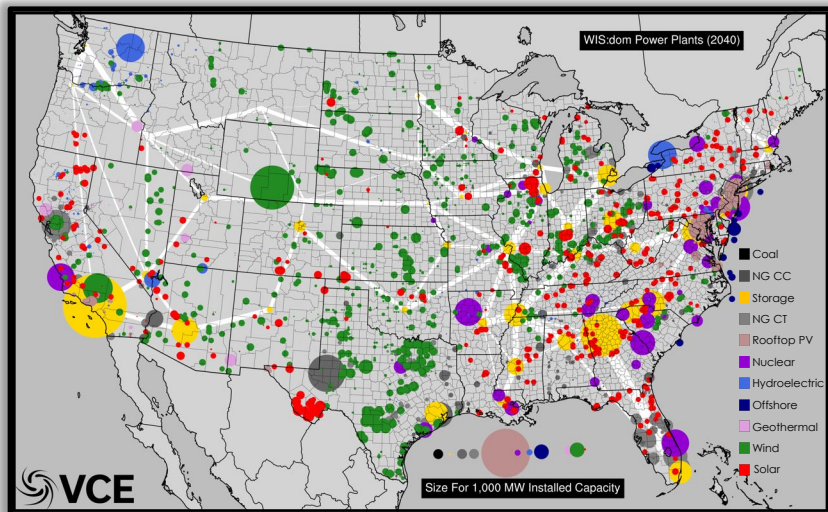 WIS:dom Power Plants (2040)
Coal
NG CC
Storage
NG CT
Rooftop PV
Nuclear
Hydroelectric
Offshore
Geothermal
Wind
Solar
Size For 1,000 MW Installed Capacity
VCE